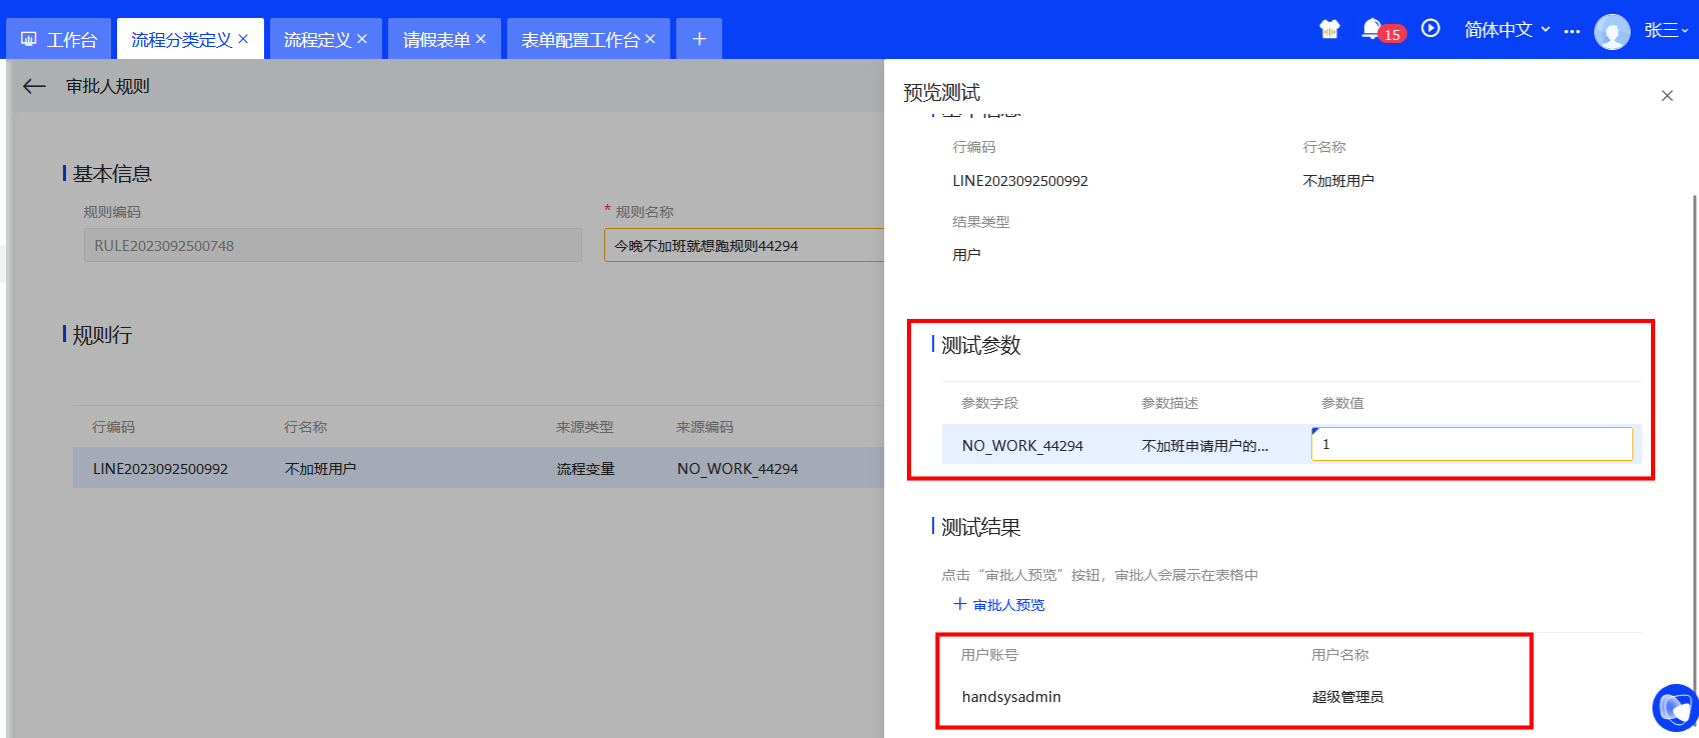 工作台
流程分类定义 ×
流程定义 ×
请假表单 ×
表单配置工作台 ×
+
15
简体中文
张三
审批人规则
基本信息
规则编码
* 规则名称
RULE2023092500748
今晚不加班就想跑规则44294
规则行
行编码 行名称 来源类型 来源编码
LINE2023092500992 不加班用户 流程变量 NO_WORK_44294
预览测试
行编码 行名称
LINE2023092500992 不加班用户
结果类型
用户
测试参数
参数字段 参数描述 参数值
NO_WORK_44294 不加班申请用户的... 1
测试结果
点击“审批人预览”按钮，审批人会展示在表格中
+ 审批人预览
用户账号 用户名称
handsysadmin 超级管理员